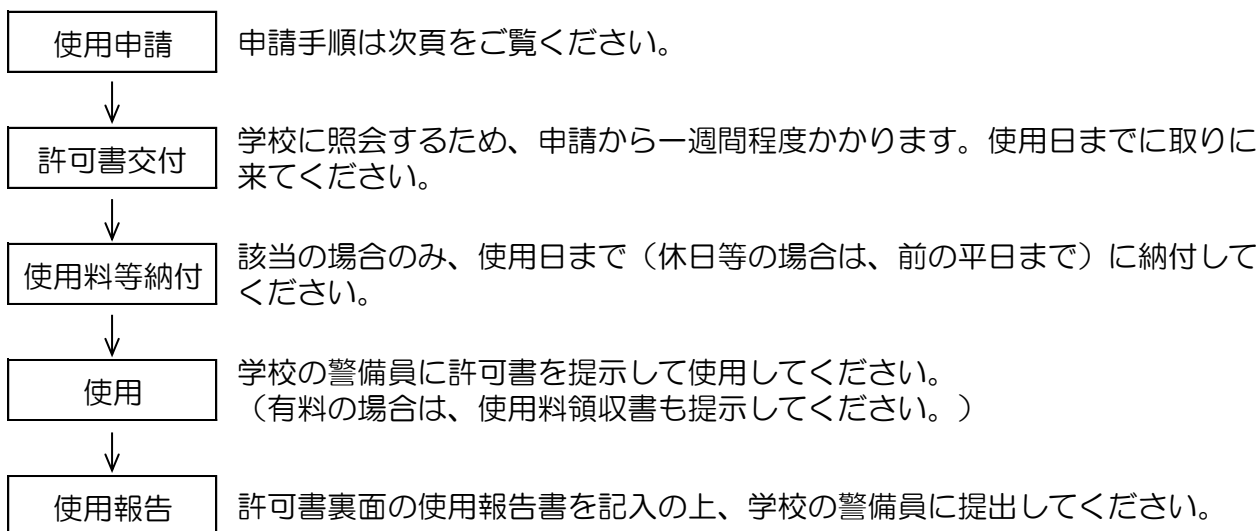 使用申請
申請手順は次頁をご覧ください。
許可書交付
学校に照会するため、申請から一週間程度かかります。使用日までに取りに
来てください。
使用料等納付
該当の場合のみ、使用日まで（休日等の場合は、前の平日まで）に納付して
ください。
使用
学校の警備員に許可書を提示して使用してください。
（有料の場合は、使用料領収書も提示してください。）
使用報告
許可書裏面の使用報告書を記入の上、学校の警備員に提出してください。